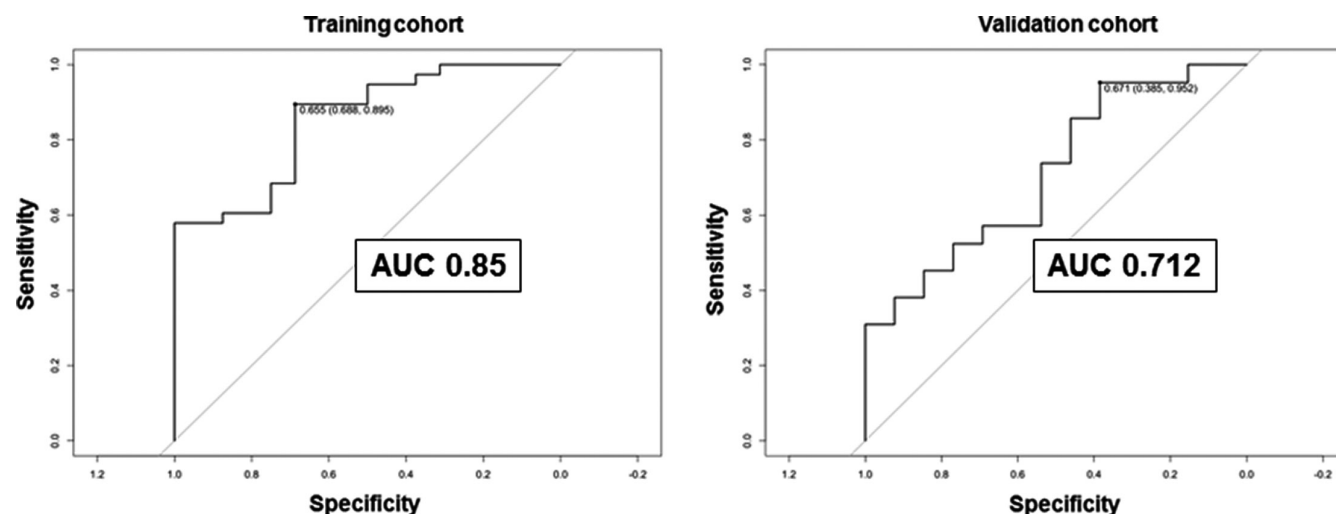 Training cohort
Sensitivity
1.0
0.8
0.6
0.4
0.2
0.0
0.655 (0.688, 0.895)
AUC 0.85
1.2 1.0 0.8 0.6 0.4 0.2 0.0 -0.2
Specificity
Validation cohort
Sensitivity
1.0
0.8
0.6
0.4
0.2
0.0
0.671 (0.385, 0.952)
AUC 0.712
1.2 1.0 0.8 0.6 0.4 0.2 0.0 -0.2
Specificity